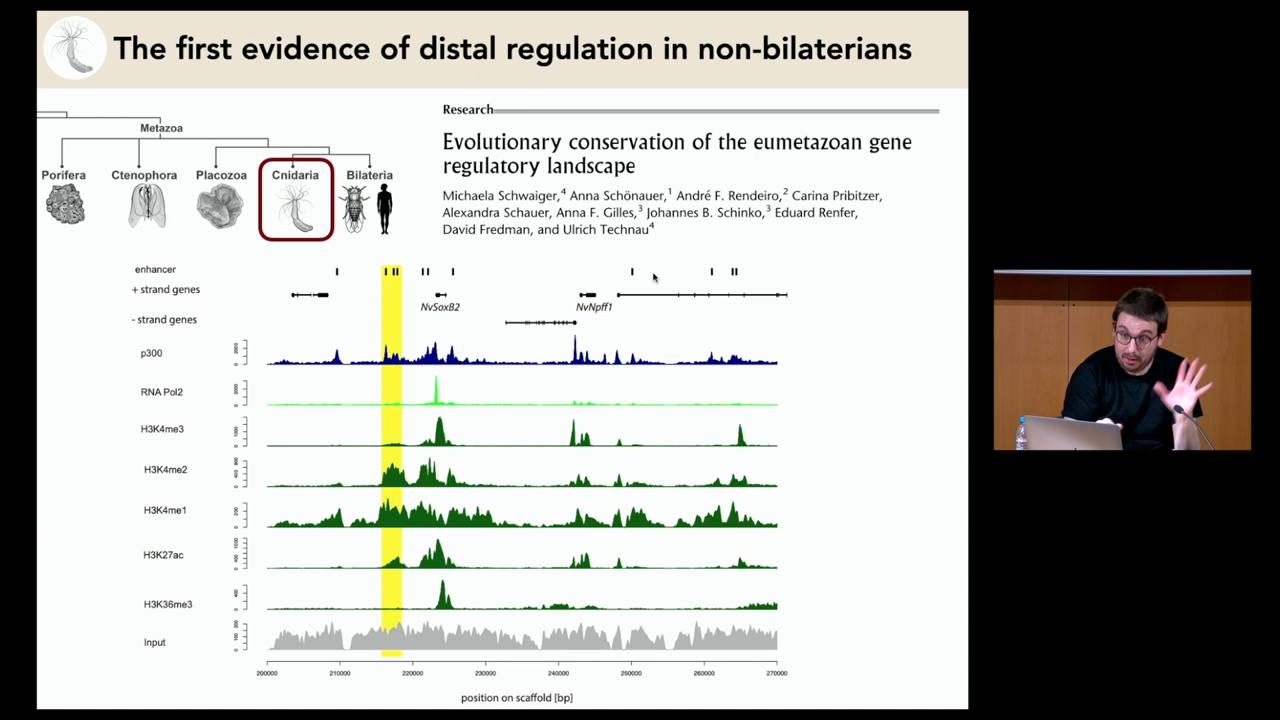 The first evidence of distal regulation in non-bilaterians
Metazoa
Porifera Ctenophora Placozoa Cnidaria Bilateria
Research
Evolutionary conservation of the eumetazoan gene
regulatory landscape
Michaela Schwaiger,4 Anna Schönauer,1 André F. Rendeiro,2 Carina Pribitzer,
Alexandra Schauer, Anna F. Gilles,3 Johannes B. Schinko,3 Eduard Renfer,
David Fredman, and Ulrich Technau4
enhancer
+ strand genes
NvSoxB2 NvNpff1
- strand genes
p300
RNA Pol2
H3K4me3
H3K4me2
H3K4me1
H3K27ac
H3K36me3
Input
200000 210000 220000 230000 240000 250000 260000 270000
position on scaffold [bp]